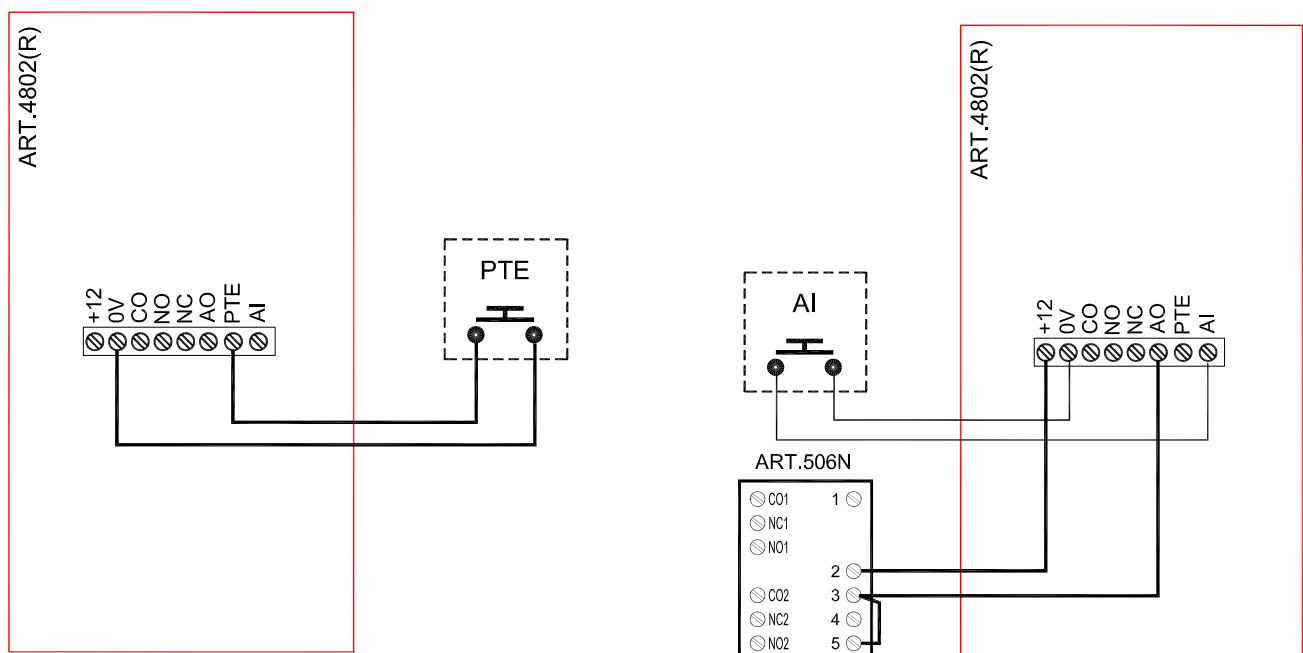 ART.4802(R)
+12
0V
CO
NO
NC
AO
PTE
AI
PTE
AI
ART.4802(R)
+12
0V
CO
NO
NC
AO
PTE
AI
ART.506N
CO1 1
NC1
NO1
2
CO2 3
NC2 4
NO2 5